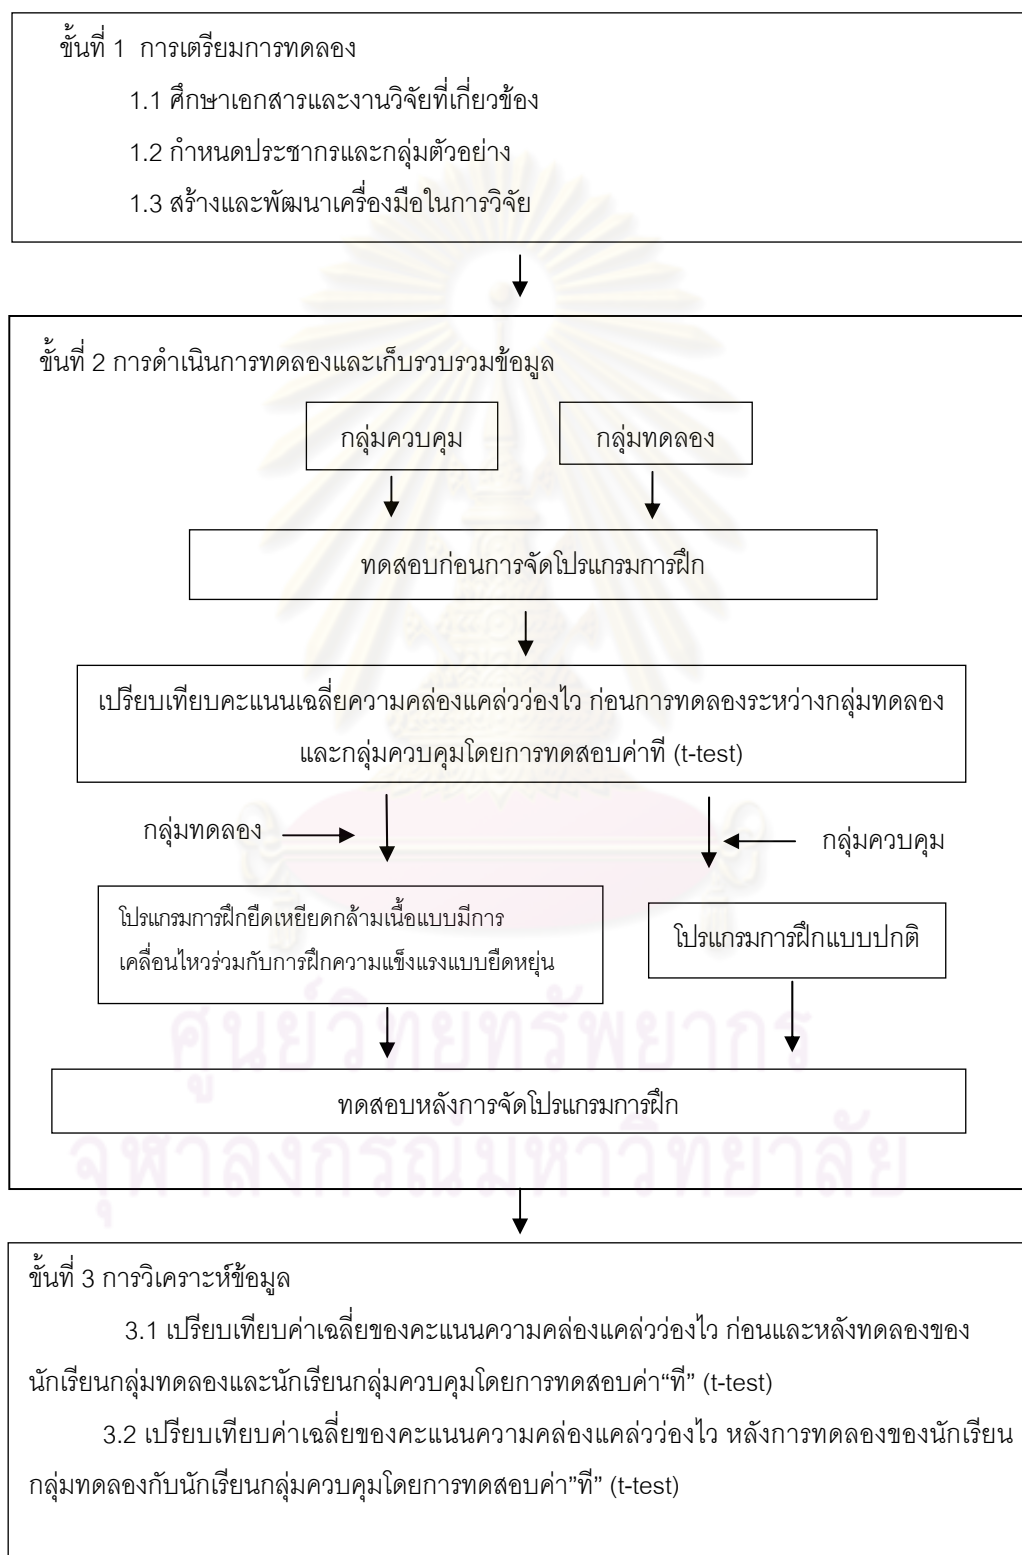 ขั้นที่ 1 การเตรียมการทดลอง
1.1 ศึกษาเอกสารและงานวิจัยที่เกี่ยวข้อง
1.2 กำหนดประชากรและกลุ่มตัวอย่าง
1.3 สร้างและพัฒนาเครื่องมือในการวิจัย
ขั้นที่ 2 การดำเนินการทดลองและเก็บรวบรวมข้อมูล
กลุ่มควบคุม
กลุ่มทดลอง
ทดสอบก่อนการจัดโปรแกรมการฝึก
เปรียบเทียบคะแนนเฉลี่ยความคล่องแคล่วว่องไว ก่อนการทดลองระหว่างกลุ่มทดลอง
และกลุ่มควบคุมโดยการทดสอบค่าที (t-test)
กลุ่มทดลอง
กลุ่มควบคุม
โปรแกรมการฝึกยืดเหยียดกล้ามเนื้อแบบมีการ
เคลื่อนไหวร่วมกับการฝึกความแข็งแรงแบบยืดหยุ่น
โปรแกรมการฝึกแบบปกติ
ศูนย์วิทยทรัพยากร
ทดสอบหลังการจัดโปรแกรมการฝึก
จุฬาลงกรณ์มหาวิทยาลัย
ขั้นที่ 3 การวิเคราะห์ข้อมูล
3.1 เปรียบเทียบค่าเฉลี่ยของคะแนนความคล่องแคล่วว่องไว ก่อนและหลังทดลองของ
นักเรียนกลุ่มทดลองและนักเรียนกลุ่มควบคุมโดยการทดสอบค่า“ที” (t-test)
3.2 เปรียบเทียบค่าเฉลี่ยของคะแนนความคล่องแคล่วว่องไว หลังการทดลองของนักเรียน
กลุ่มทดลองกับนักเรียนกลุ่มควบคุมโดยการทดสอบค่า”ที” (t-test)